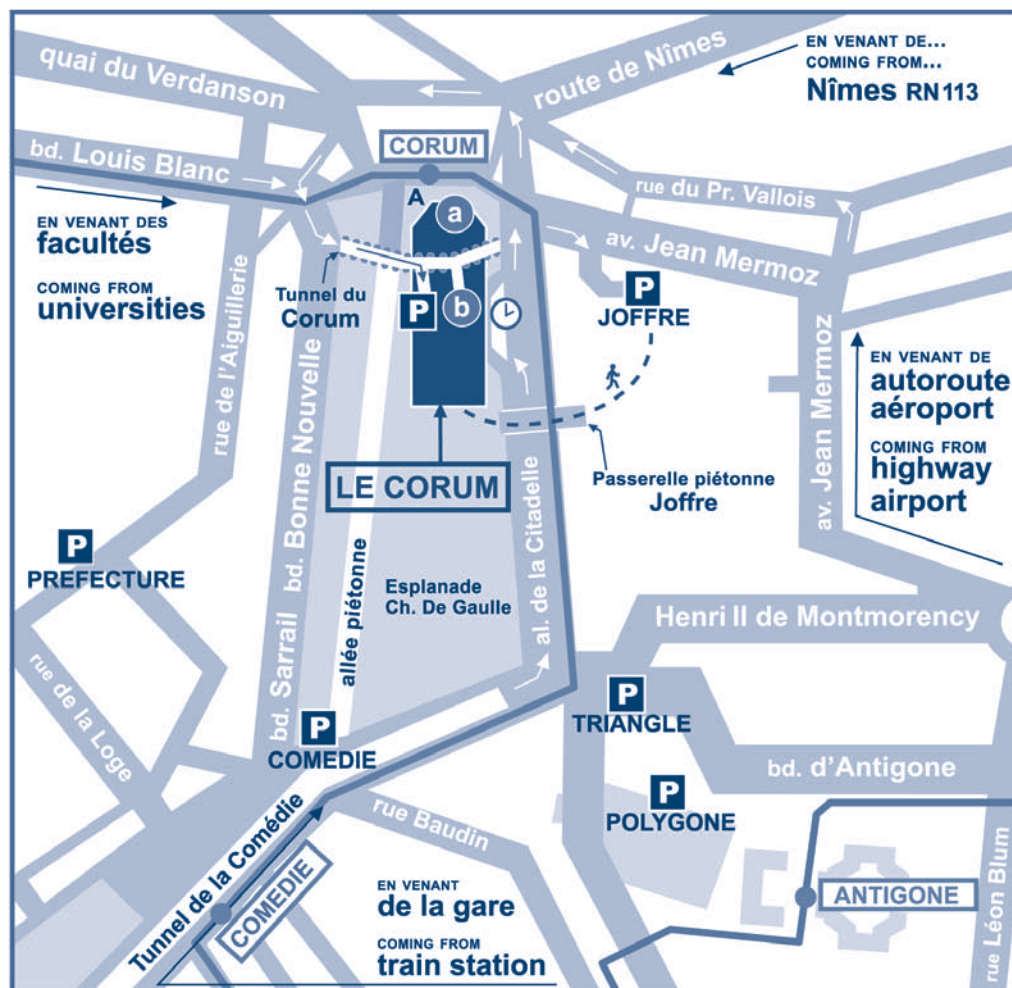 quai du Verdanson
route de Nîmes
EN VENANT DE...
COMING FROM...
Nîmes RN 113
bd. Louis Blanc
CORUM
A
a
rue du Pr. Vallois
av. Jean Mermoz
EN VENANT DES
facultés
COMING FROM
universities
Tunnel du
Corum
P
b
P
JOFFRE
rue de l'Aiguillerie
bd. Bonne Nouvelle
bd. Sarrail
allée piétonne
LE CORUM
al. de la Citadelle
Passerelle piétonne
Joffre
av. Jean Mermoz
EN VENANT DE
autoroute
aéroport
COMING FROM
highway
airport
P
PREFECTURE
Esplanade
Ch. De Gaulle
Henri II de Montmorency
rue de la Loge
P
COMEDIE
P
TRIANGLE
bd. d'Antigone
P
POLYGONE
rue Baudin
Tunnel de la Comédie
COMEDIE
EN VENANT
de la gare
COMING FROM
train station
ANTIGONE
rue Léon Blum